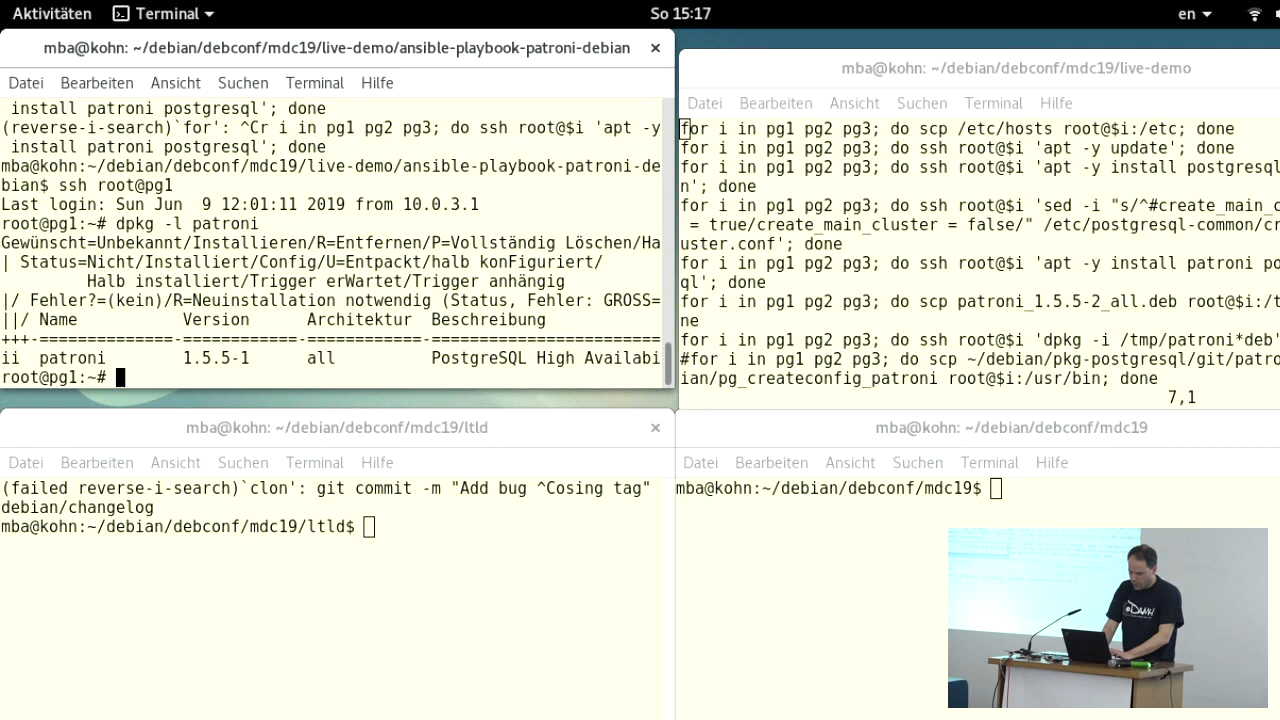 Aktivitäten Terminal So 15:17 en
mba@kohn: ~/debian/debconf/mdc19/live-demo/ansible-playbook-patroni-debian ×
Datei Bearbeiten Ansicht Suchen Terminal Hilfe
 install patroni postgresql'; done
(reverse-i-search)`for': ^Cr i in pg1 pg2 pg3; do ssh root@$i 'apt -y
 install patroni postgresql'; done
mba@kohn:~/debian/debconf/mdc19/live-demo/ansible-playbook-patroni-de
bian$ ssh root@pg1
Last login: Sun Jun  9 12:01:11 2019 from 10.0.3.1
root@pg1:~# dpkg -l patroni
Gewünscht=Unbekannt/Installieren/R=Entfernen/P=Vollständig Löschen/Ha
| Status=Nicht/Installiert/Config/U=Entpackt/halb konFiguriert/
         Halb installiert/Trigger erWartet/Trigger anhängig
|/ Fehler?=(kein)/R=Neuinstallation notwendig (Status, Fehler: GROSS=
||/ Name           Version      Architektur  Beschreibung
+++-==============-============-============-========================
ii  patroni        1.5.5-1      all          PostgreSQL High Availabi
root@pg1:~#
mba@kohn: ~/debian/debconf/mdc19/live-demo
Datei Bearbeiten Ansicht Suchen Terminal Hilfe
for i in pg1 pg2 pg3; do scp /etc/hosts root@$i:/etc; done
for i in pg1 pg2 pg3; do ssh root@$i 'apt -y update'; done
for i in pg1 pg2 pg3; do ssh root@$i 'apt -y install postgresql
n'; done
for i in pg1 pg2 pg3; do ssh root@$i 'sed -i "s/^#create_main_c
 = true/create_main_cluster = false/" /etc/postgresql-common/cr
uster.conf'; done
for i in pg1 pg2 pg3; do ssh root@$i 'apt -y install patroni po
ql'; done
for i in pg1 pg2 pg3; do scp patroni_1.5.5-2_all.deb root@$i:/t
ne
for i in pg1 pg2 pg3; do ssh root@$i 'dpkg -i /tmp/patroni*deb'
#for i in pg1 pg2 pg3; do scp ~/debian/pkg-postgresql/git/patro
ian/pg_createconfig_patroni root@$i:/usr/bin; done
7,1
mba@kohn: ~/debian/debconf/mdc19/ltld ×
Datei Bearbeiten Ansicht Suchen Terminal Hilfe
(failed reverse-i-search)`clon': git commit -m "Add bug ^Cosing tag"
debian/changelog
mba@kohn:~/debian/debconf/mdc19/ltld$
mba@kohn: ~/debian/debconf/mdc19
Datei Bearbeiten Ansicht Suchen Terminal Hilfe
mba@kohn:~/debian/debconf/mdc19$